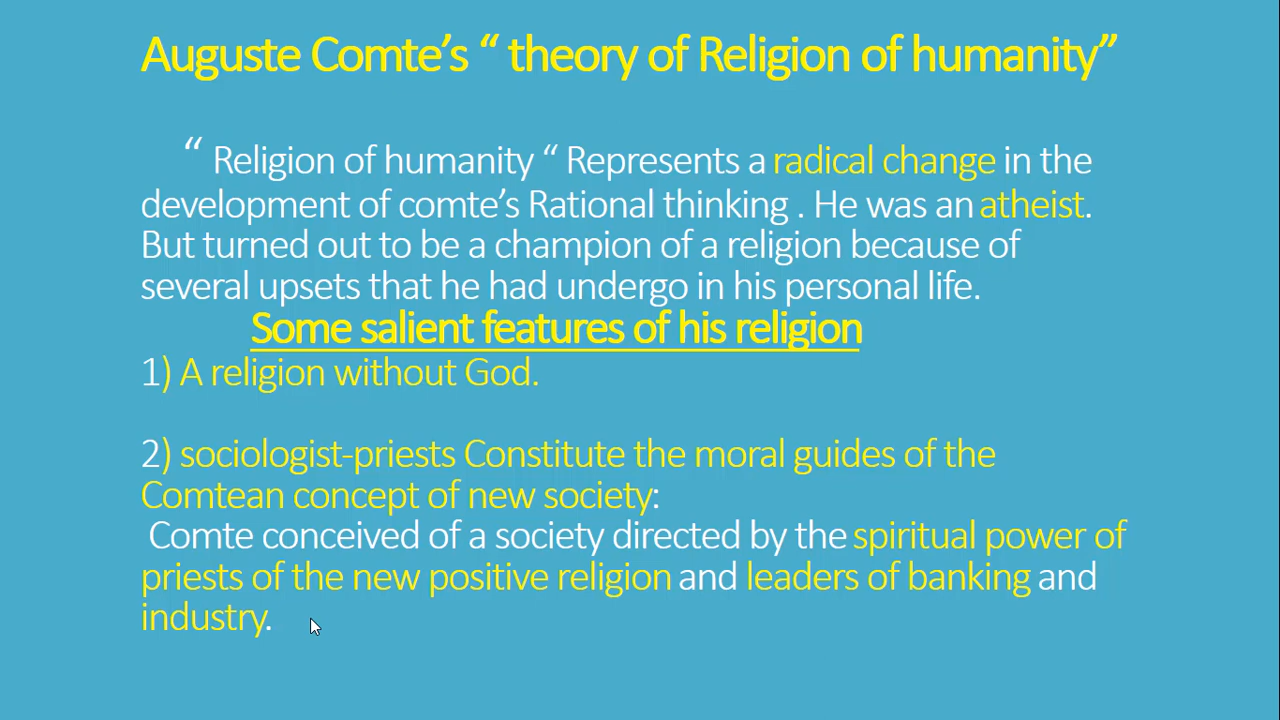 Auguste Comte’s “ theory of Religion of humanity”
“ Religion of humanity “ Represents a radical change in the
development of comte’s Rational thinking . He was an atheist.
But turned out to be a champion of a religion because of
several upsets that he had undergo in his personal life.
Some salient features of his religion
1) A religion without God.
2) sociologist-priests Constitute the moral guides of the
Comtean concept of new society:
Comte conceived of a society directed by the spiritual power of
priests of the new positive religion and leaders of banking and
industry.